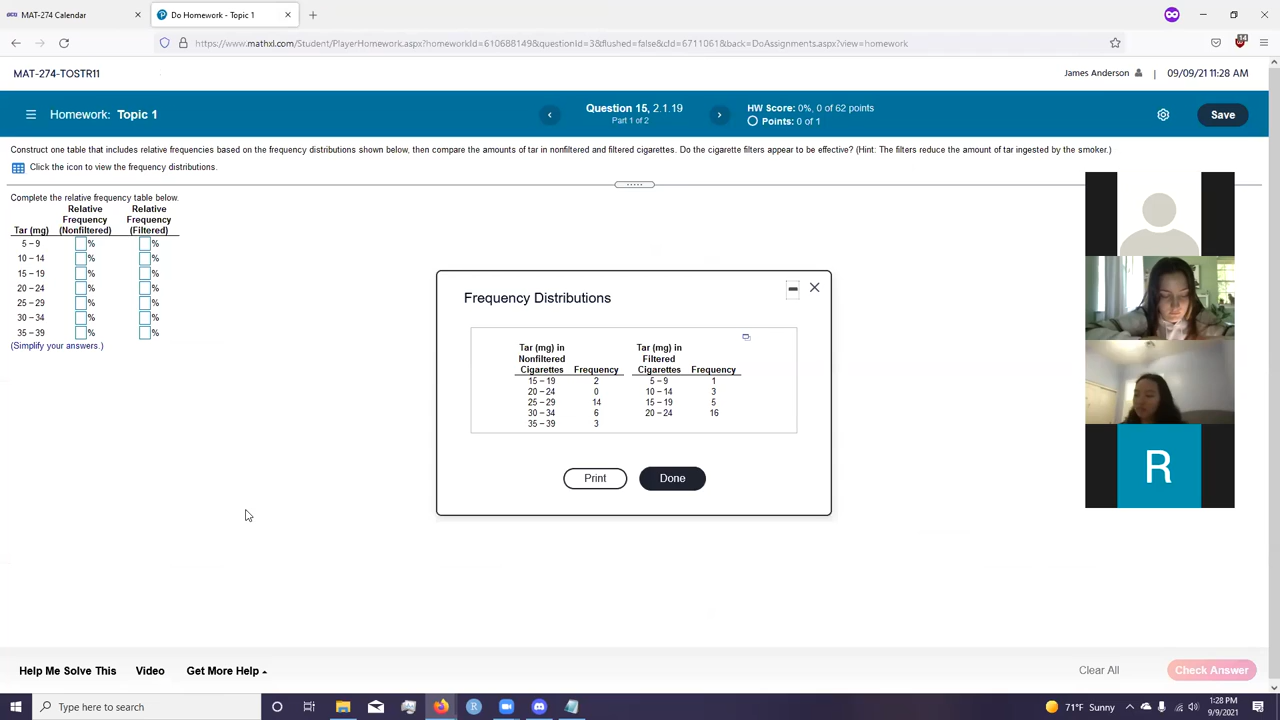 MAT-274 Calendar
Do Homework - Topic 1
https://www.mathxl.com/Student/PlayerHomework.aspx?homeworkId=610681498&questionId=3&flushed=false&cId=6711061&back=DoAssignments.aspx?view=homework
MAT-274-TOSTR11
James Anderson | 09/09/21 11:28 AM
Homework: Topic 1
Question 15, 2.1.19
Part 1 of 2
HW Score: 0%, 0 of 62 points
Points: 0 of 1
Save
Construct one table that includes relative frequencies based on the frequency distributions shown below, then compare the amounts of tar in nonfiltered and filtered cigarettes. Do the cigarette filters appear to be effective? (Hint: The filters reduce the amount of tar ingested by the smoker.)
Click the icon to view the frequency distributions.
Complete the relative frequency table below.
Relative Relative
Frequency Frequency
Tar (mg) (Nonfiltered) (Filtered)
5 – 9 % %
10 – 14 % %
15 – 19 % %
20 – 24 % %
25 – 29 % %
30 – 34 % %
35 – 39 % %
(Simplify your answers.)
Frequency Distributions
Tar (mg) in Tar (mg) in
Nonfiltered Filtered
Cigarettes Frequency Cigarettes Frequency
15 – 19 2 5 – 9 1
20 – 24 0 10 – 14 3
25 – 29 14 15 – 19 5
30 – 34 6 20 – 24 16
35 – 39 3
Print
Done
R
Help Me Solve This
Video
Get More Help
Clear All
Check Answer
Type here to search
71°F Sunny
1:28 PM
9/9/2021